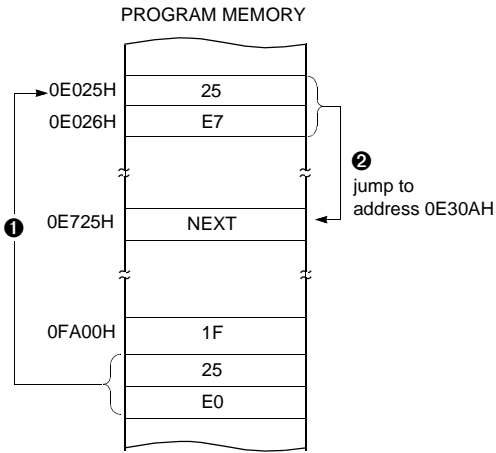 PROGRAM MEMORY
0E025H 25
0E026H E7
❷
jump to
address 0E30AH
❶
0E725H NEXT
0FA00H 1F
25
E0